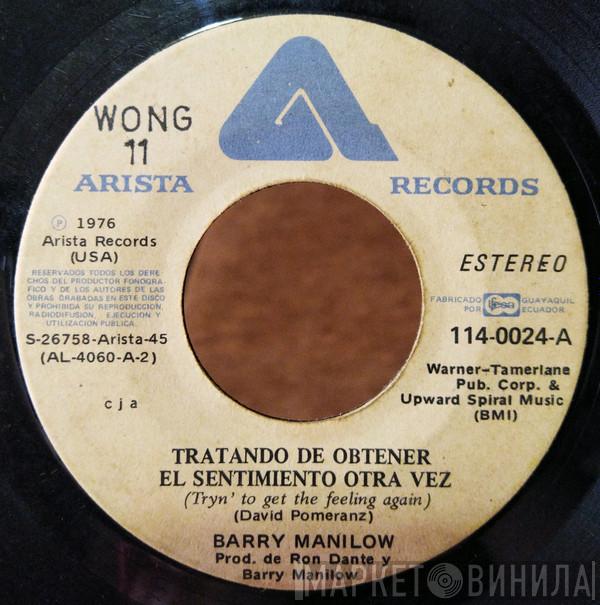 WONG
11
ARISTA RECORDS
℗ 1976
Arista Records
(USA)
RESERVADOS TODOS LOS DERE
CHOS DEL PRODUCTOR FONOGRA-
FICO Y DE LOS AUTORES DE LAS
OBRAS GRABADAS EN ESTE DISCO
Y PROHIBIDA SU REPRODUCCION,
RADIODIFUSION, EJECUCION Y
UTILIZACION PUBLICA.
S-26758-Arista-45
(AL-4060-A-2)
c j a
ESTEREO
FABRICADO POR ifesa GUAYAQUIL ECUADOR
114-0024-A
Warner-Tamerlane
Pub. Corp. &
Upward Spiral Music
(BMI)
TRATANDO DE OBTENER
EL SENTIMIENTO OTRA VEZ
(Tryn' to get the feeling again)
(David Pomeranz)
BARRY MANILOW
Prod. de Ron Dante y
Barry Manilow
МАРКЕТ ВИНИЛА